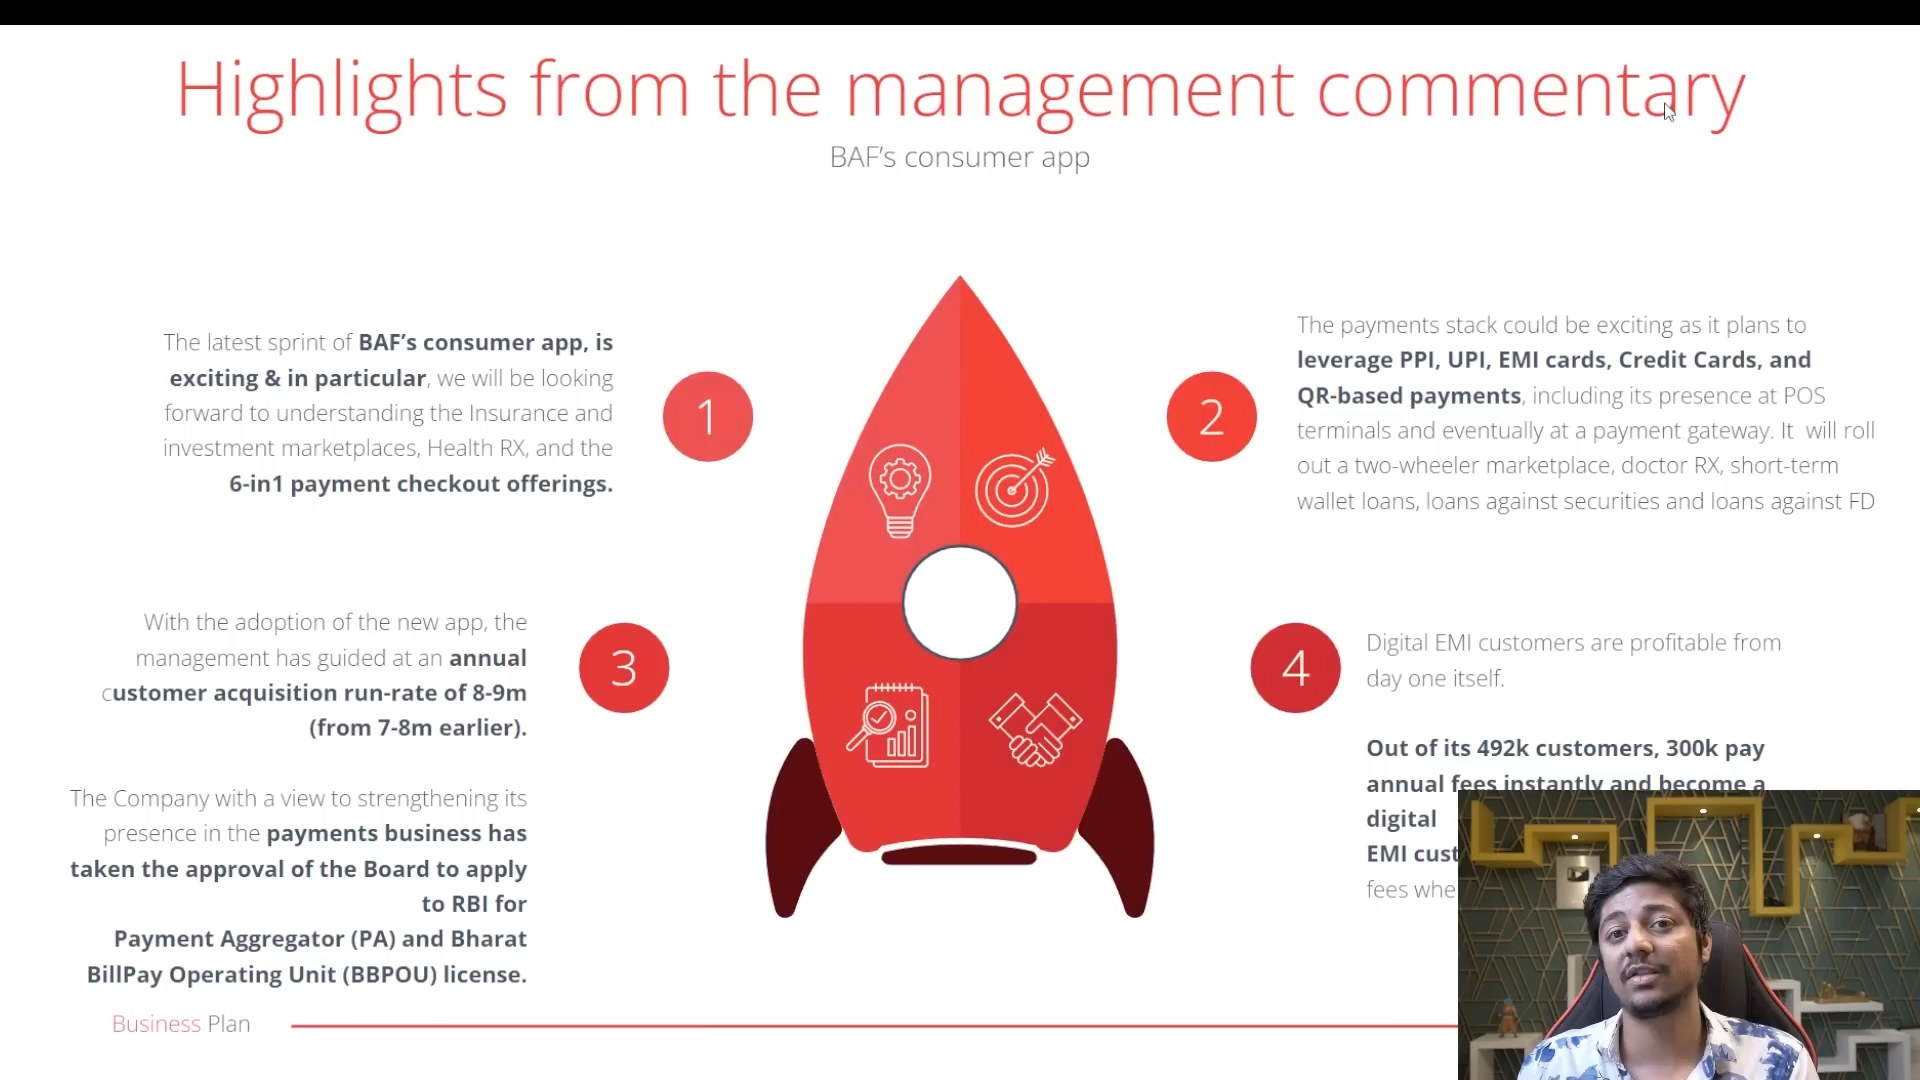 Highlights from the management commentary
BAF's consumer app
The latest sprint of BAF's consumer app, is
exciting & in particular, we will be looking
forward to understanding the Insurance and
investment marketplaces, Health RX, and the
6-in1 payment checkout offerings.
1
2
The payments stack could be exciting as it plans to
leverage PPI, UPI, EMI cards, Credit Cards, and
QR-based payments, including its presence at POS
terminals and eventually at a payment gateway. It  will roll
out a two-wheeler marketplace, doctor RX, short-term
wallet loans, loans against securities and loans against FD
With the adoption of the new app, the
management has guided at an annual
customer acquisition run-rate of 8-9m
(from 7-8m earlier).
The Company with a view to strengthening its
presence in the payments business has
taken the approval of the Board to apply
to RBI for
Payment Aggregator (PA) and Bharat
BillPay Operating Unit (BBPOU) license.
3
4
Digital EMI customers are profitable from
day one itself.
Out of its 492k customers, 300k pay
annual fees instantly and become a
digital
EMI
fees
Business Plan